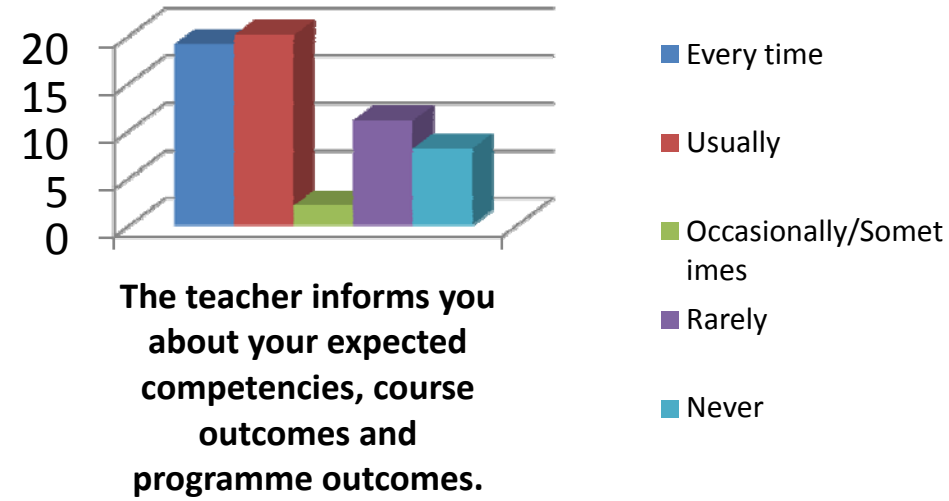 20
15
10
5
0
The teacher informs you
about your expected
competencies, course
outcomes and
programme outcomes.
Every time
Usually
Occasionally/Somet
imes
Rarely
Never